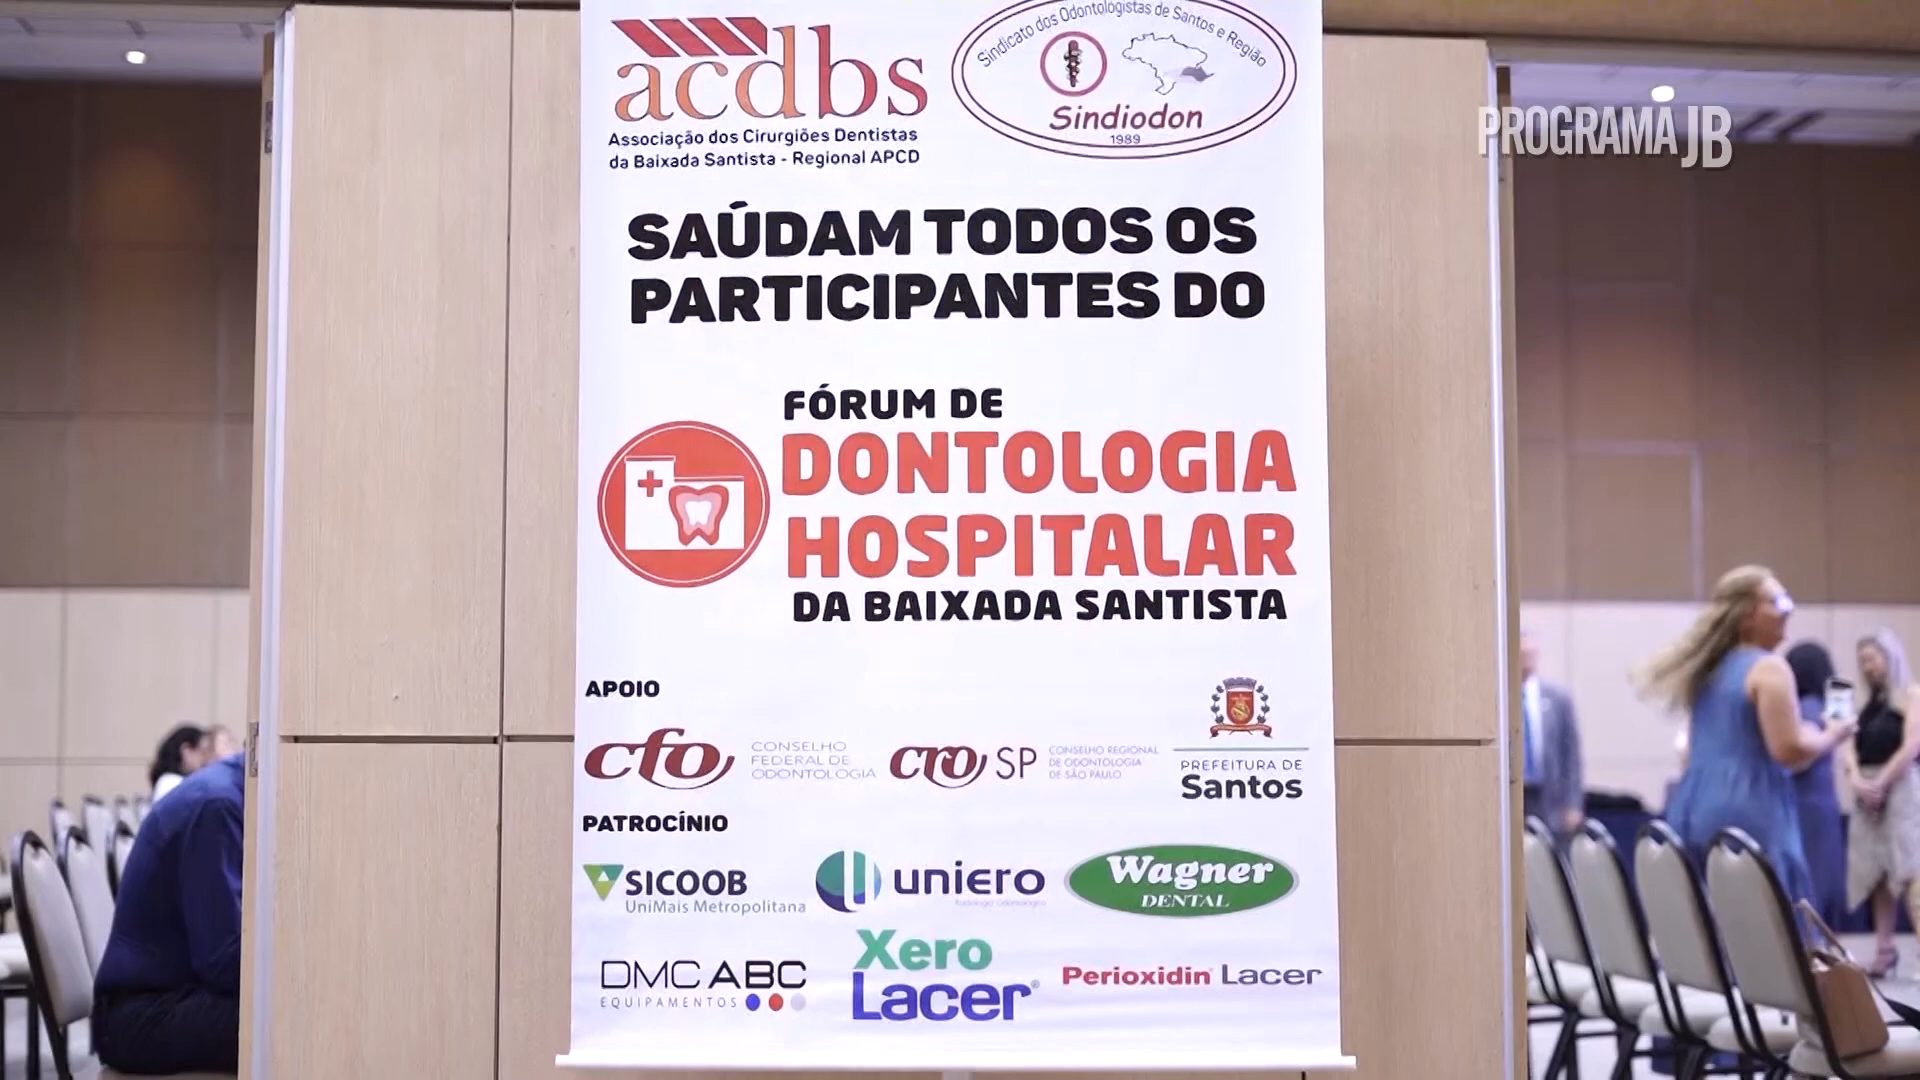 acdbs
Associação dos Cirurgiões Dentistas
da Baixada Santista - Regional APCD
Sindicato dos Odontologistas de Santos e Região
Sindiodon
1989
PROGRAMA JB
SAÚDAM TODOS OS
PARTICIPANTES DO
FÓRUM DE
DONTOLOGIA
HOSPITALAR
DA BAIXADA SANTISTA
APOIO
cfo
CONSELHO
FEDERAL DE
ODONTOLOGIA
cro SP
CONSELHO REGIONAL
DE ODONTOLOGIA
DE SÃO PAULO
PREFEITURA DE
Santos
PATROCÍNIO
SICOOB
UniMais Metropolitana
uniero
Radiologia Odontológica
Wagner
DENTAL
DMC ABC
EQUIPAMENTOS
Xero
Lacer®
Perioxidin® Lacer